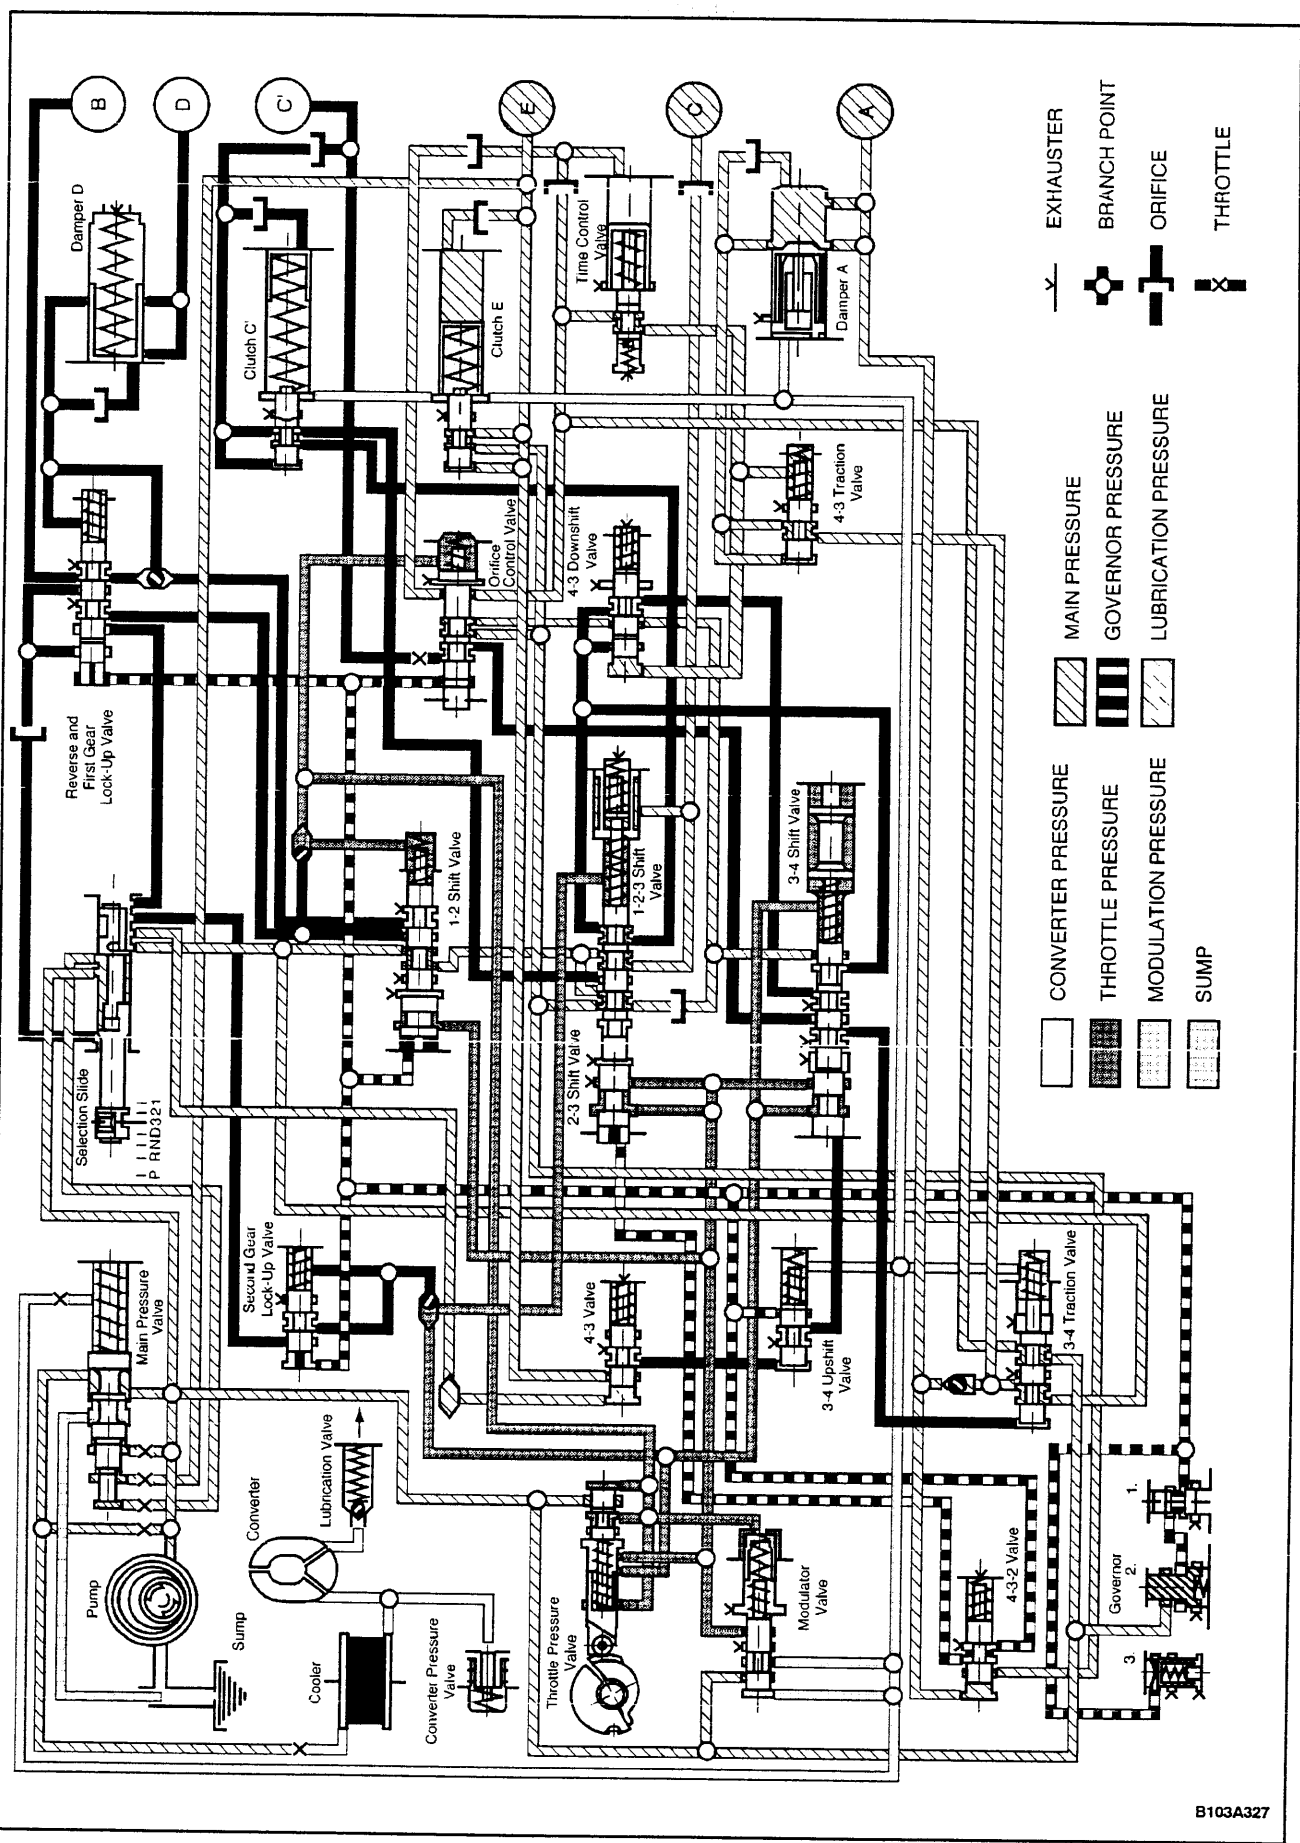 B
D
C'
E
C
A
Damper D
Clutch C'
Clutch E
Time Control
Valve
Damper A
Orifice
Control Valve
4-3 Downshift
Valve
4-3 Traction
Valve
Reverse and
First Gear
Lock-Up Valve
1-2 Shift Valve
1-2-3 Shift
Valve
3-4 Shift Valve
Selection Slide
P RND321
2-3 Shift Valve
Main Pressure
Valve
Second Gear
Lock-Up Valve
4-3 Valve
3-4 Upshift
Valve
3-4 Traction Valve
Pump
Sump
Converter
Lubrication Valve
Cooler
Converter Pressure
Valve
Throttle Pressure
Valve
Modulator
Valve
4-3-2 Valve
Governor
1.
2.
3.
EXHAUSTER
BRANCH POINT
ORIFICE
THROTTLE
MAIN PRESSURE
GOVERNOR PRESSURE
LUBRICATION PRESSURE
CONVERTER PRESSURE
THROTTLE PRESSURE
MODULATION PRESSURE
SUMP
B103A327